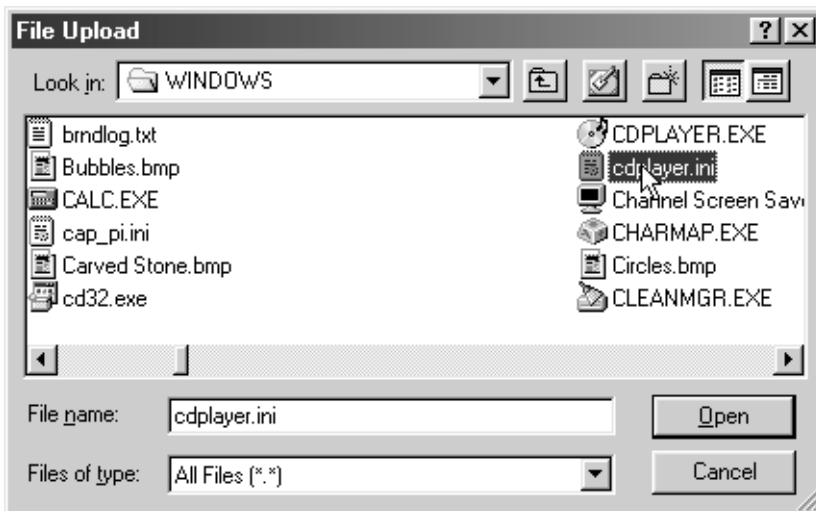 File Upload
Look in: WINDOWS
brndlog.txt
Bubbles.bmp
CALC.EXE
cap_pi.ini
Carved Stone.bmp
cd32.exe
CDPLAYER.EXE
cdplayer.ini
Channel Screen Sav
CHARMAP.EXE
Circles.bmp
CLEANMGR.EXE
File name: cdplayer.ini
Open
Files of type: All Files (*.*)
Cancel